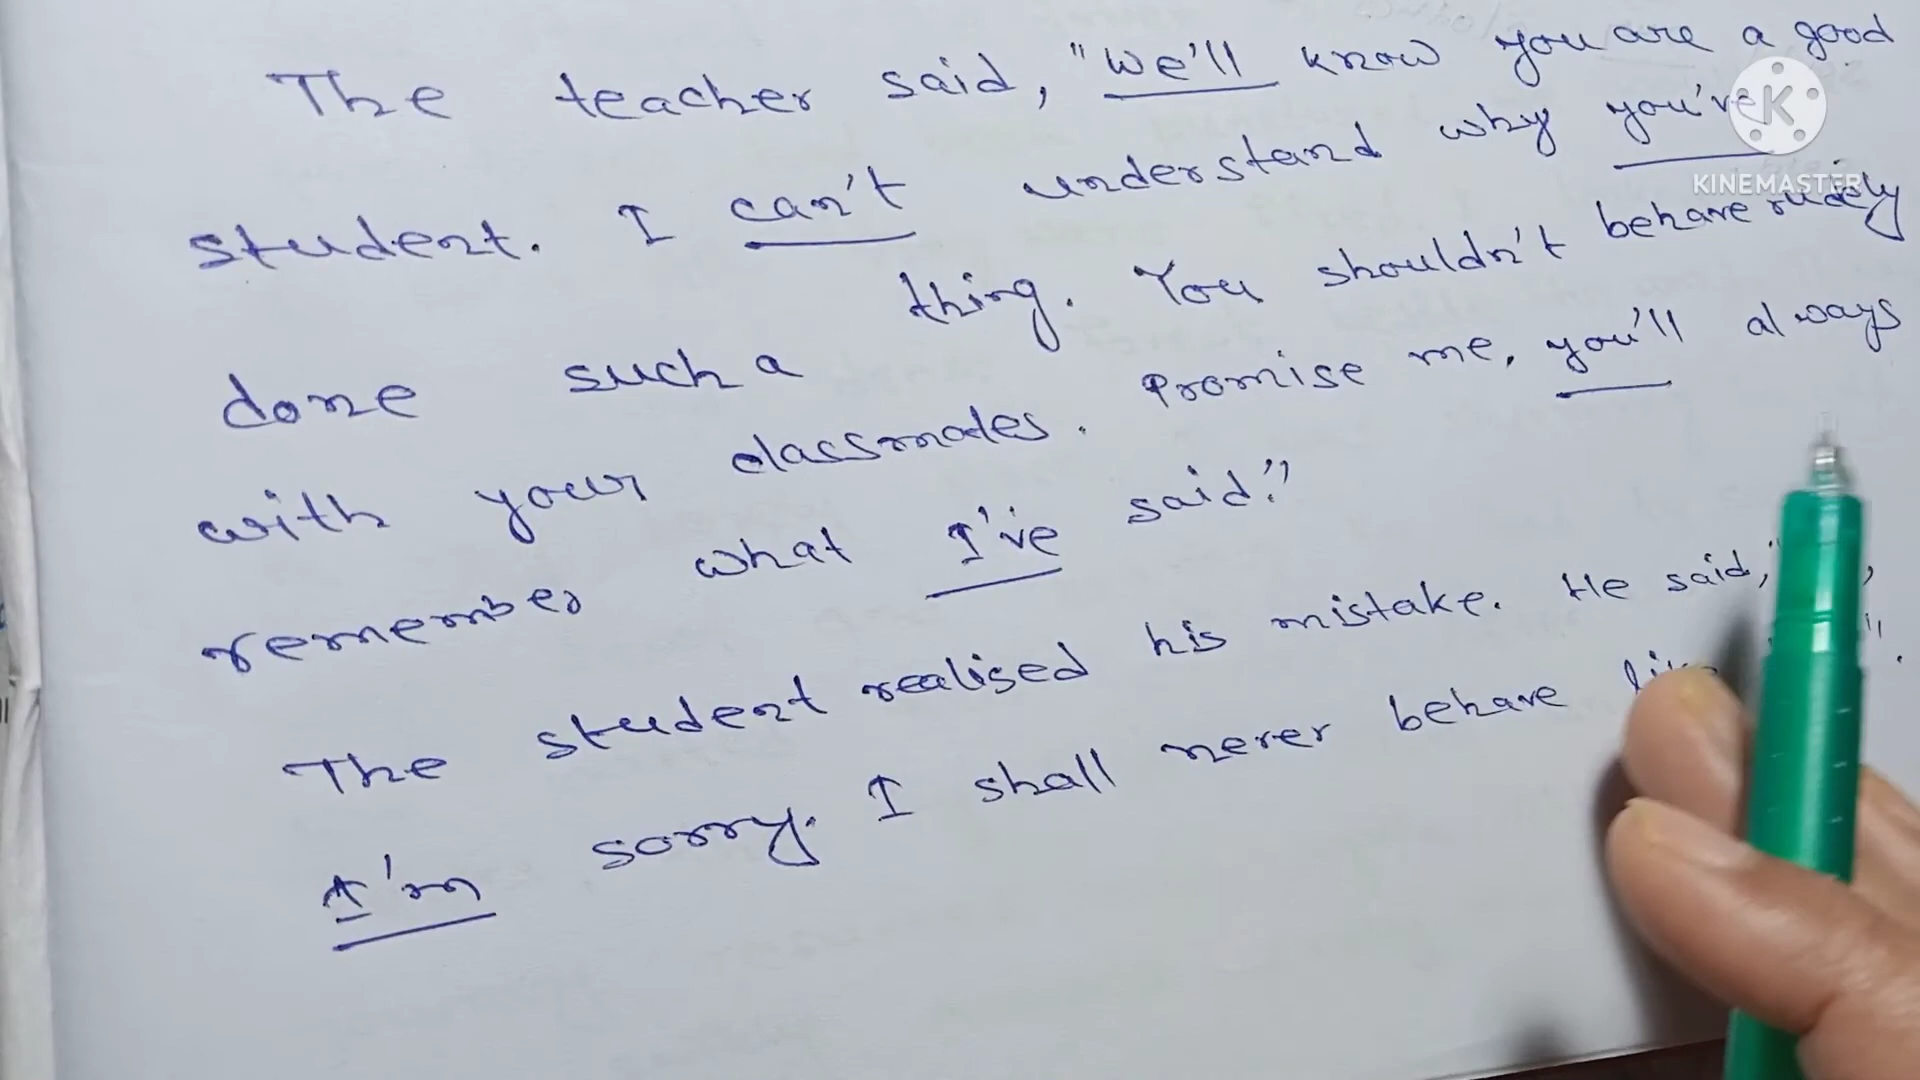 The teacher said, "We'll know you are a good
student. I can't understand why you've
done such a thing. You shouldn't behave rudely
with your classmates. Promise me, you'll always
remember what I've said."
The student realised his mistake. He said,"
I'm sorry. I shall never behave
KINEMASTER